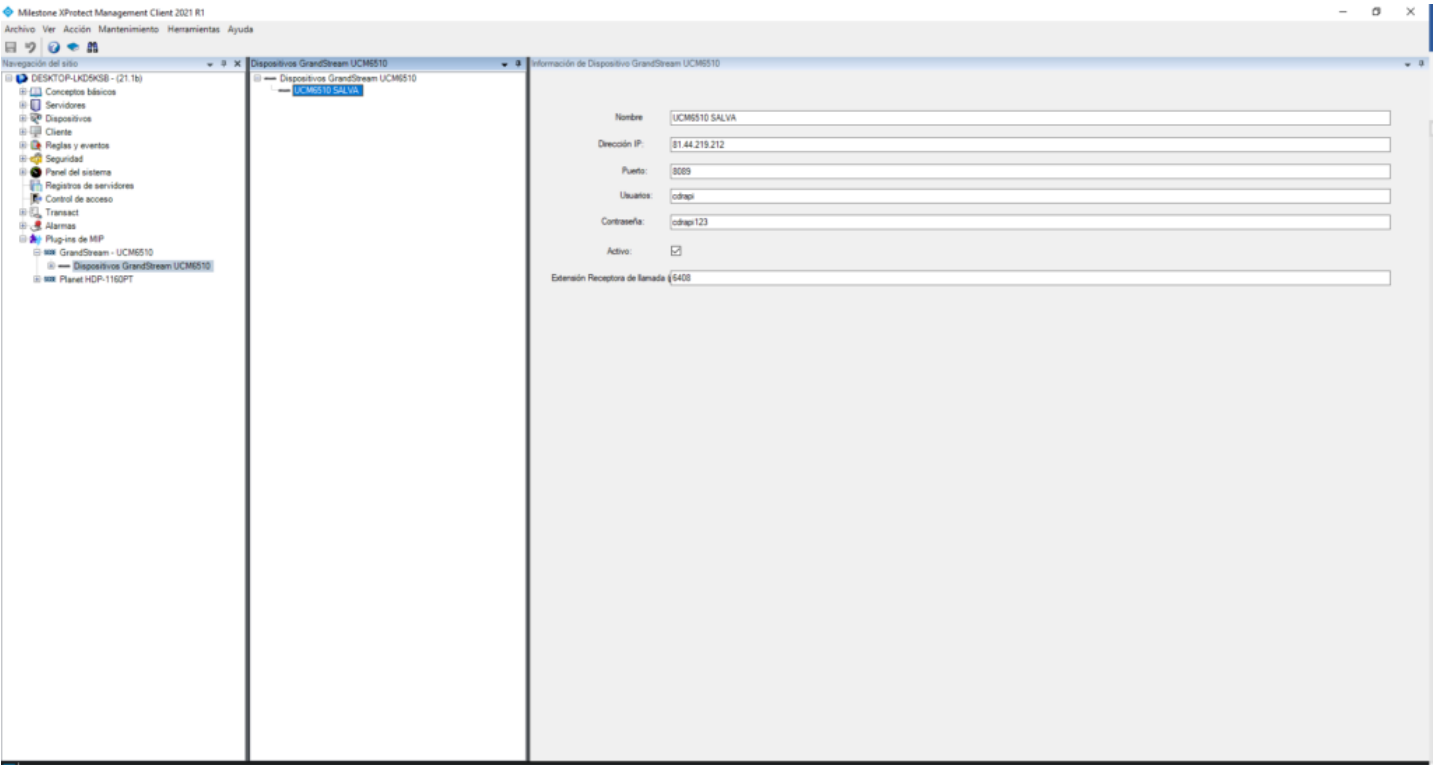 Milestone XProtect Management Client 2021 R1
Archivo Ver Acción Mantenimiento Herramientas Ayuda
Navegación del sitio
DESKTOP-LKD5KSB - (21.1b)
Conceptos básicos
Servidores
Dispositivos
Cliente
Reglas y eventos
Seguridad
Panel del sistema
Registros de servidores
Control de acceso
Transact
Alarmas
Plug-ins de MIP
GrandStream - UCM6510
Dispositivos GrandStream UCM6510
Planet HDP-1160PT
Dispositivos GrandStream UCM6510
Dispositivos GrandStream UCM6510
UCM6510 SALVA
Información de Dispositivo GrandStream UCM6510
Nombre UCM6510 SALVA
Dirección IP: 81.44.219.212
Puerto: 8089
Usuarios: cdrapi
Contraseña: cdrapi123
Activo:
Extensión Receptora de llamada 6408